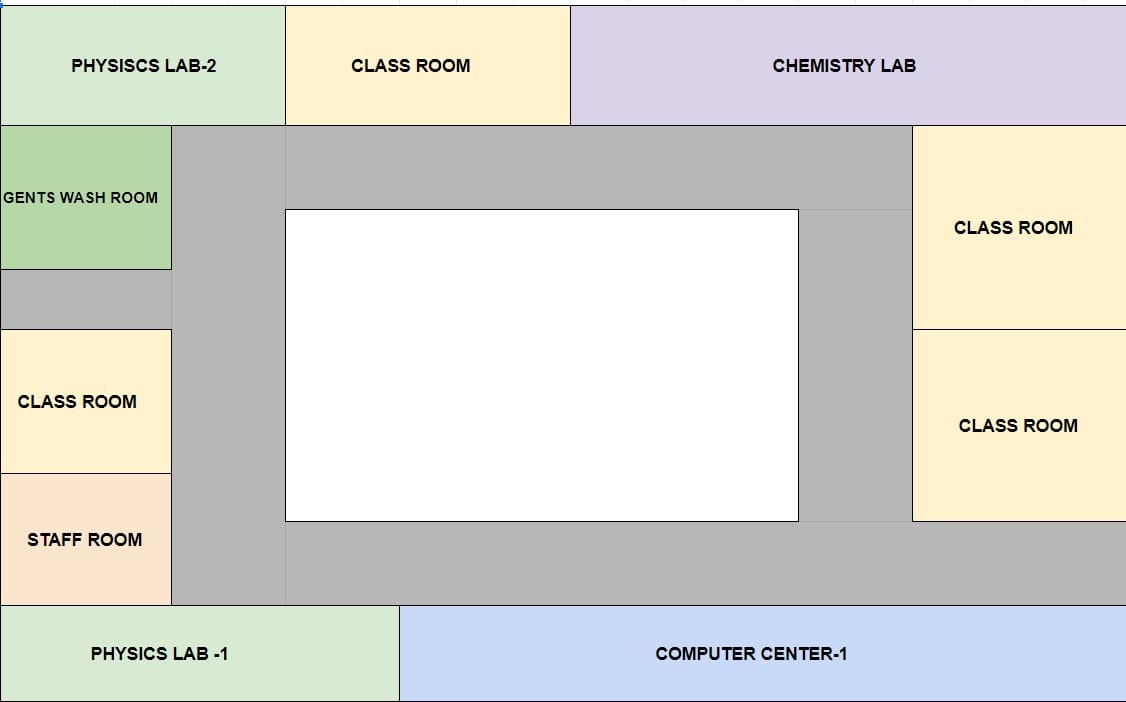 PHYSISCS LAB-2
CLASS ROOM
CHEMISTRY LAB
GENTS WASH ROOM
CLASS ROOM
CLASS ROOM
CLASS ROOM
STAFF ROOM
PHYSICS LAB -1
COMPUTER CENTER-1